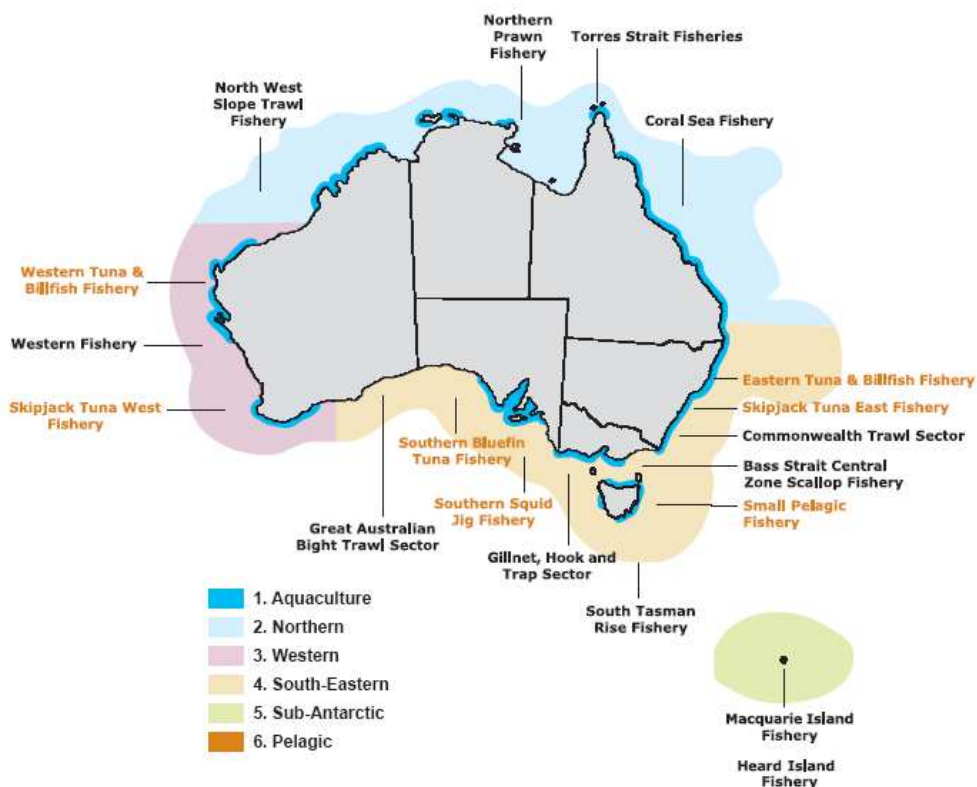 Northern
Prawn
Fishery
Torres Strait Fisheries
North West
Slope Trawl
Fishery
Coral Sea Fishery
Western Tuna &
Billfish Fishery
Western Fishery
Skipjack Tuna West
Fishery
Eastern Tuna & Billfish Fishery
Skipjack Tuna East Fishery
Commonwealth Trawl Sector
Bass Strait Central
Zone Scallop Fishery
Small Pelagic
Fishery
Southern Bluefin
Tuna Fishery
Southern Squid
Jig Fishery
Great Australian
Bight Trawl Sector
Gillnet, Hook and
Trap Sector
South Tasman
Rise Fishery
1. Aquaculture
2. Northern
3. Western
4. South-Eastern
5. Sub-Antarctic
6. Pelagic
Macquarie Island
Fishery
Heard Island
Fishery